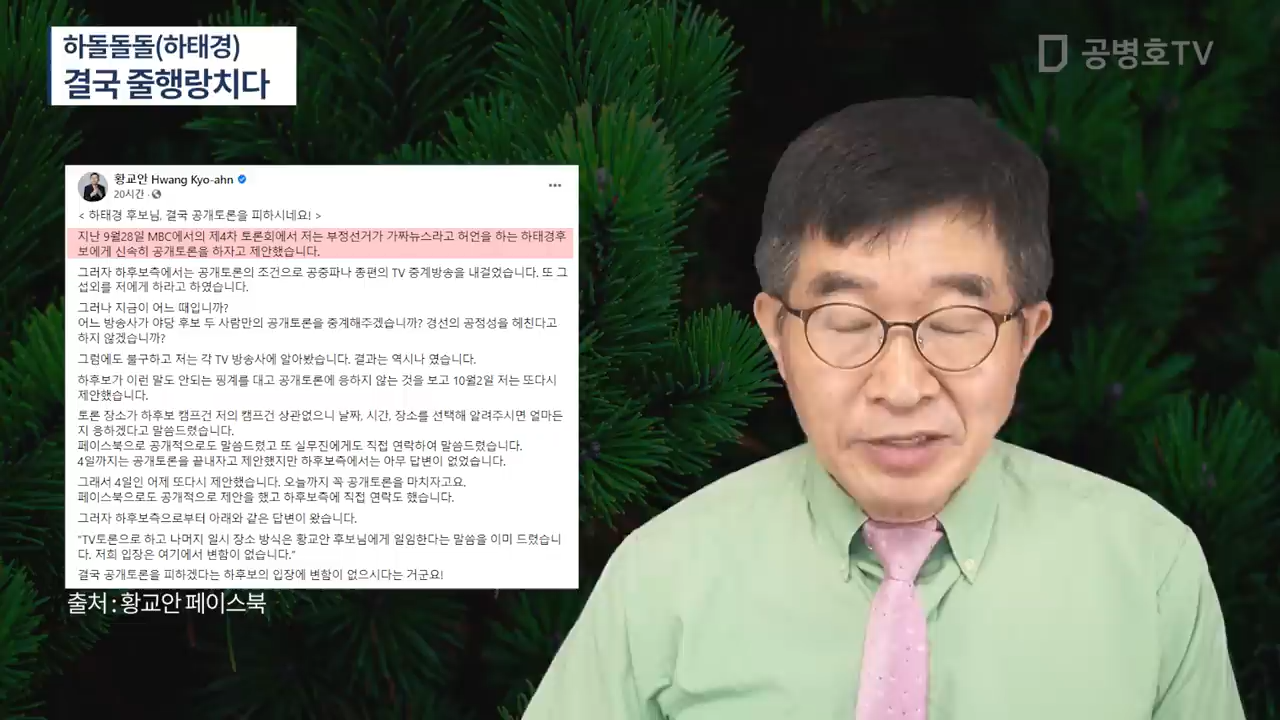 하돌돌돌(하태경)
결국 줄행랑치다
공병호TV
황교안 Hwang Kyo-ahn
20시간
< 하태경 후보님, 결국 공개토론을 피하시네요! >
지난 9월28일 MBC에서의 제4차 토론회에서 저는 부정선거가 가짜뉴스라고 허언을 하는 하태경후
보에게 신속히 공개토론을 하자고 제안했습니다.
그러자 하후보측에서는 공개토론의 조건으로 공중파나 종편의 TV 중계방송을 내걸었습니다. 또 그
섭외를 저에게 하라고 하였습니다.
그러나 지금이 어느 때입니까?
어느 방송사가 야당 후보 두 사람만의 공개토론을 중계해주겠습니까? 경선의 공정성을 헤친다고
하지 않겠습니까?
그럼에도 불구하고 저는 각 TV 방송사에 알아봤습니다. 결과는 역시나 였습니다.
하후보가 이런 말도 안되는 핑계를 대고 공개토론에 응하지 않는 것을 보고 10월2일 저는 또다시
제안했습니다.
토론 장소가 하후보 캠프건 저의 캠프건 상관없으니 날짜, 시간, 장소를 선택해 알려주시면 얼마든
지 응하겠다고 말씀드렸습니다.
페이스북으로 공개적으로도 말씀드렸고 또 실무진에게도 직접 연락하여 말씀드렸습니다.
4일까지는 공개토론을 끝내자고 제안했지만 하후보측에서는 아무 답변이 없었습니다.
그래서 4일인 어제 또다시 제안했습니다. 오늘까지 꼭 공개토론을 마치자고요.
페이스북으로도 공개적으로 제안을 했고 하후보측에 직접 연락도 했습니다.
그러자 하후보측으로부터 아래와 같은 답변이 왔습니다.
"TV토론으로 하고 나머지 일시 장소 방식은 황교안 후보님에게 일임한다는 말씀을 이미 드렸습니
다. 저희 입장은 여기에서 변함이 없습니다."
결국 공개토론을 피하겠다는 하후보의 입장에 변함이 없으시다는 거군요!
출처 : 황교안 페이스북